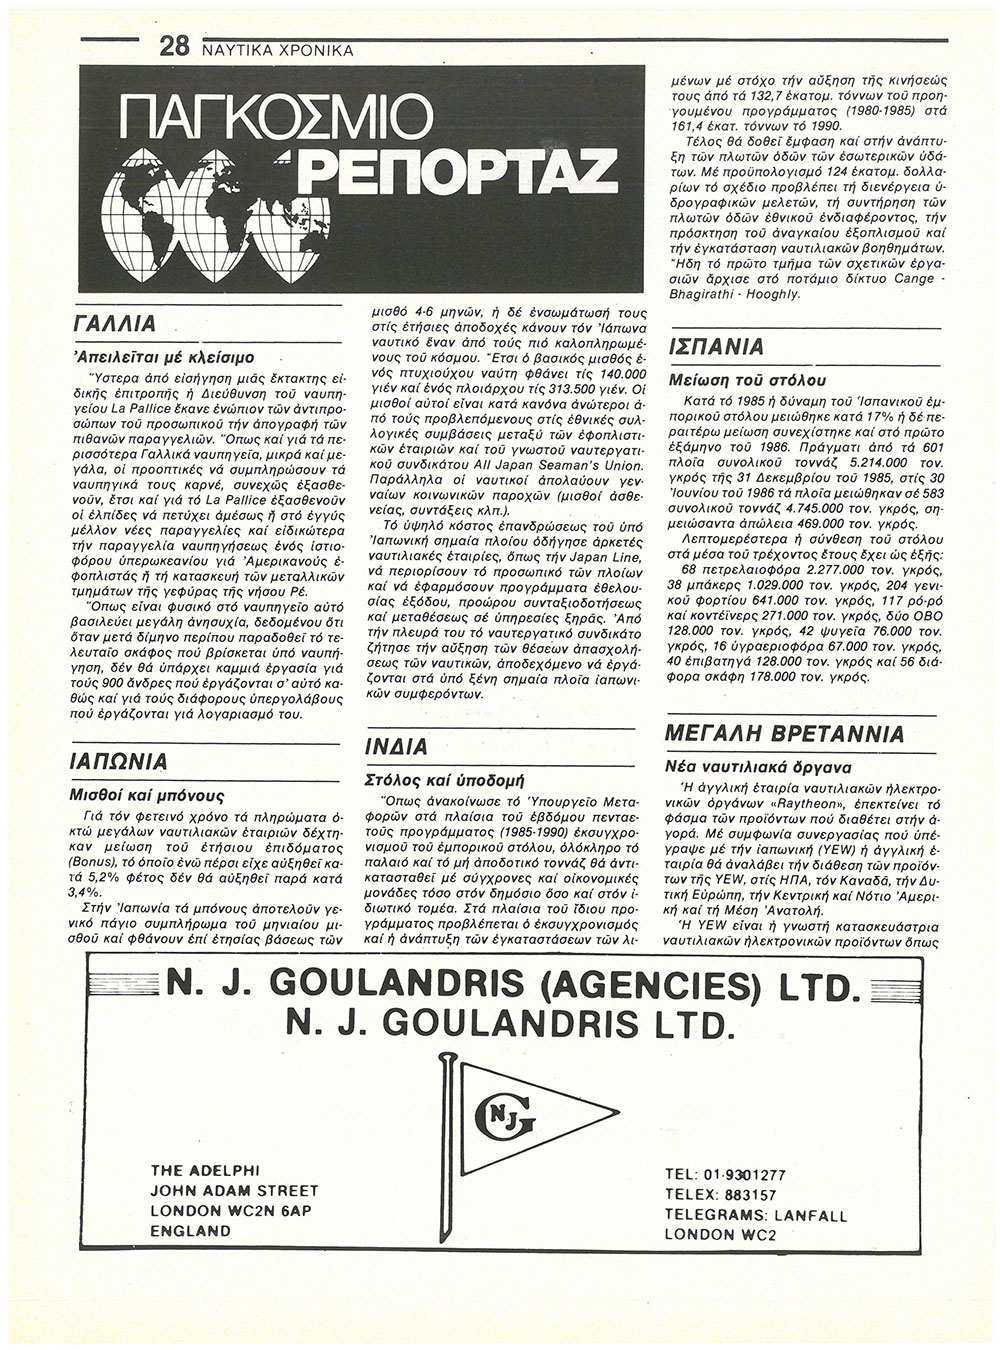 28 ΝΑΥΤΙΚΑ ΧΡΟΝΙΚΑ
ΠΑΓΚΟΣΜΙΟ
ΡΕΠΟΡΤΑΖ
ΓΑΛΛΙΑ
Ἀπειλεῖται μέ κλείσιμο
Ὕστερα ἀπό εἰσήγηση μιᾶς ἔκτακτης εἰ-
δικῆς ἐπιτροπῆς ἡ Διεύθυνση τοῦ ναυπη-
γείου La Pallice ἔκανε ἐνώπιον τῶν ἀντιπρο-
σώπων τοῦ προσωπικοῦ τήν ἀπογραφή τῶν
πιθανῶν παραγγελιῶν. Ὅπως καί γιά τά πε-
ρισσότερα Γαλλικά ναυπηγεῖα, μικρά καί με-
γάλα, οἱ προοπτικές νά συμπληρώσουν τά
ναυπηγικά τους καρνέ, συνεχῶς ἐξασθε-
νοῦν, ἔτσι καί γιά τό La Pallice ἐξασθενοῦν
οἱ ἐλπίδες νά πετύχει ἀμέσως ἤ στό ἐγγύς
μέλλον νέες παραγγελίες καί εἰδικώτερα
τήν παραγγελία ναυπηγήσεως ἑνός ἱστιο-
φόρου ὑπερωκεανίου γιά Ἀμερικανούς ἐ-
φοπλιστάς ἤ τή κατασκευή τῶν μεταλλικῶν
τμημάτων τῆς γεφύρας τῆς νήσου Ρέ.
Ὅπως εἶναι φυσικό στό ναυπηγεῖο αὐτό
βασιλεύει μεγάλη ἀνησυχία, δεδομένου ὅτι
ὅταν μετά δίμηνο περίπου παραδοθεῖ τό τε-
λευταῖο σκάφος πού βρίσκεται ὑπό ναυπή-
γηση, δέν θά ὑπάρχει καμμιά ἐργασία γιά
τούς 900 ἄνδρες πού ἐργάζονται σ' αὐτό κα-
θώς καί γιά τούς διάφορους ὑπεργολάβους
πού ἐργάζονται γιά λογαριασμό του.
ΙΑΠΩΝΙΑ
Μισθοί καί μπόνους
Γιά τόν φετεινό χρόνο τά πληρώματα ὀ-
κτώ μεγάλων ναυτιλιακῶν ἑταιριῶν δέχτη-
καν μείωση τοῦ ἐτήσιου ἐπιδόματος
(Bonus), τό ὁποῖο ἐνῶ πέρσι εἶχε αὐξηθεῖ κα-
τά 5,2% φέτος δέν θά αὐξηθεῖ παρά κατά
3,4%.
Στήν Ἰαπωνία τά μπόνους ἀποτελοῦν γε-
νικό πάγιο συμπλήρωμα τοῦ μηνιαίου μι-
σθοῦ καί φθάνουν ἐπί ἐτησίας βάσεως τῶν
μισθό 4-6 μηνῶν, ἡ δέ ἐνσωμάτωσή τους
στίς ἐτήσιες ἀποδοχές κάνουν τόν Ἰάπωνα
ναυτικό ἕναν ἀπό τούς πιό καλοπληρωμέ-
νους τοῦ κόσμου. Ἔτσι ὁ βασικός μισθός ἑ-
νός πτυχιούχου ναύτη φθάνει τίς 140.000
γιέν καί ἑνός πλοιάρχου τίς 313.500 γιέν. Οἱ
μισθοί αὐτοί εἶναι κατά κανόνα ἀνώτεροι ἀ-
πό τούς προβλεπόμενους στίς ἐθνικές συλ-
λογικές συμβάσεις μεταξύ τῶν ἐφοπλιστι-
κῶν ἑταιριῶν καί τοῦ γνωστοῦ ναυτεργατι-
κοῦ συνδικάτου All Japan Seaman's Union.
Παράλληλα οἱ ναυτικοί ἀπολαύουν γεν-
ναίων κοινωνικῶν παροχῶν (μισθοί ἀσθε-
νείας, συντάξεις κλπ.).
Τό ὑψηλό κόστος ἐπανδρώσεως τοῦ ὑπό
Ἰαπωνική σημαία πλοίου ὁδήγησε ἀρκετές
ναυτιλιακές ἑταιρίες, ὅπως τήν Japan Line,
νά περιορίσουν τό προσωπικό τῶν πλοίων
καί νά ἐφαρμόσουν προγράμματα ἐθελου-
σίας ἐξόδου, προώρου συνταξιοδοτήσεως
καί μεταθέσεως σέ ὑπηρεσίες ξηρᾶς. Ἀπό
τήν πλευρά του τό ναυτεργατικό συνδικάτο
ζήτησε τήν αὔξηση τῶν θέσεων ἀπασχολή-
σεως τῶν ναυτικῶν, ἀποδεχόμενο νά ἐργά-
ζονται στά ὑπό ξένη σημαία πλοῖα ἰαπωνι-
κῶν συμφερόντων.
ΙΝΔΙΑ
Στόλος καί ὑποδομή
Ὅπως ἀνακοίνωσε τό Ὑπουργεῖο Μετα-
φορῶν στά πλαίσια τοῦ ἑβδόμου πενταε-
τοῦς προγράμματος (1985-1990) ἐκσυγχρο-
νισμοῦ τοῦ ἐμπορικοῦ στόλου, ὁλόκληρο τό
παλαιό καί τό μή ἀποδοτικό τοννάζ θά ἀντι-
κατασταθεῖ μέ σύγχρονες καί οἰκονομικές
μονάδες τόσο στόν δημόσιο ὅσο καί στόν ἰ-
διωτικό τομέα. Στά πλαίσια τοῦ ἴδιου προ-
γράμματος προβλέπεται ὁ ἐκσυγχρονισμός
καί ἡ ἀνάπτυξη τῶν ἐγκαταστάσεων τῶν λι-
μένων μέ στόχο τήν αὔξηση τῆς κινήσεώς
τους ἀπό τά 132,7 ἑκατομ. τόννων τοῦ προη-
γουμένου προγράμματος (1980-1985) στά
161,4 ἑκατ. τόννων τό 1990.
Τέλος θά δοθεῖ ἔμφαση καί στήν ἀνάπτυ-
ξη τῶν πλωτῶν ὁδῶν τῶν ἐσωτερικῶν ὑδά-
των. Μέ προϋπολογισμό 124 ἑκατομ. δολλα-
ρίων τό σχέδιο προβλέπει τή διενέργεια ὑ-
δρογραφικῶν μελετῶν, τή συντήρηση τῶν
πλωτῶν ὁδῶν ἐθνικοῦ ἐνδιαφέροντος, τήν
πρόσκτηση τοῦ ἀναγκαίου ἐξοπλισμοῦ καί
τήν ἐγκατάσταση ναυτιλιακῶν βοηθημάτων.
Ἤδη τό πρῶτο τμῆμα τῶν σχετικῶν ἐργα-
σιῶν ἄρχισε στό ποτάμιο δίκτυο Cange -
Bhagirathi - Hooghly.
ΙΣΠΑΝΙΑ
Μείωση τοῦ στόλου
Κατά τό 1985 ἡ δύναμη τοῦ Ἰσπανικοῦ ἐμ-
πορικοῦ στόλου μειώθηκε κατά 17% ἡ δέ πε-
ραιτέρω μείωση συνεχίστηκε καί στό πρῶτο
ἑξάμηνο τοῦ 1986. Πράγματι ἀπό τά 601
πλοῖα συνολικοῦ τοννάζ 5.214.000 τον.
γκρός τῆς 31 Δεκεμβρίου τοῦ 1985, στίς 30
Ἰουνίου τοῦ 1986 τά πλοῖα μειώθηκαν σέ 583
συνολικοῦ τοννάζ 4.745.000 τον. γκρός, ση-
μειώσαντα ἀπώλεια 469.000 τον. γκρός.
Λεπτομερέστερα ἡ σύνθεση τοῦ στόλου
στά μέσα τοῦ τρέχοντος ἔτους ἔχει ὡς ἑξῆς:
68 πετρελαιοφόρα 2.277.000 τον. γκρός,
38 μπάκερς 1.029.000 τον. γκρός, 204 γενι-
κοῦ φορτίου 641.000 τον. γκρός, 117 ρό-ρό
καί κοντέϊνερς 271.000 τον. γκρός, δύο ΟΒΟ
128.000 τον. γκρός, 42 ψυγεῖα 76.000 τον.
γκρός, 16 ὑγραεριοφόρα 67.000 τον. γκρός,
40 ἐπιβατηγά 128.000 τον. γκρός καί 56 διά-
φορα σκάφη 178.000 τον. γκρός.
ΜΕΓΑΛΗ ΒΡΕΤΑΝΝΙΑ
Νέα ναυτιλιακά ὄργανα
Ἡ ἀγγλική ἑταιρία ναυτιλιακῶν ἠλεκτρο-
νικῶν ὀργάνων «Raytheon», ἐπεκτείνει τό
φάσμα τῶν προϊόντων πού διαθέτει στήν ἀ-
γορά. Μέ συμφωνία συνεργασίας πού ὑπέ-
γραψε μέ τήν ἰαπωνική (YEW) ἡ ἀγγλική ἑ-
ταιρία θά ἀναλάβει τήν διάθεση τῶν προϊόν-
των τῆς YEW, στίς ΗΠΑ, τόν Καναδᾶ, τήν Δυ-
τική Εὐρώπη, τήν Κεντρική καί Νότιο Ἀμερι-
κή καί τή Μέση Ἀνατολή.
Ἡ YEW εἶναι ἡ γνωστή κατασκευάστρια
ναυτιλιακῶν ἠλεκτρονικῶν προϊόντων ὅπως
N. J. GOULANDRIS (AGENCIES) LTD.
N. J. GOULANDRIS LTD.
NJG
THE ADELPHI
JOHN ADAM STREET
LONDON WC2N 6AP
ENGLAND
TEL: 01-9301277
TELEX: 883157
TELEGRAMS: LANFALL
LONDON WC2